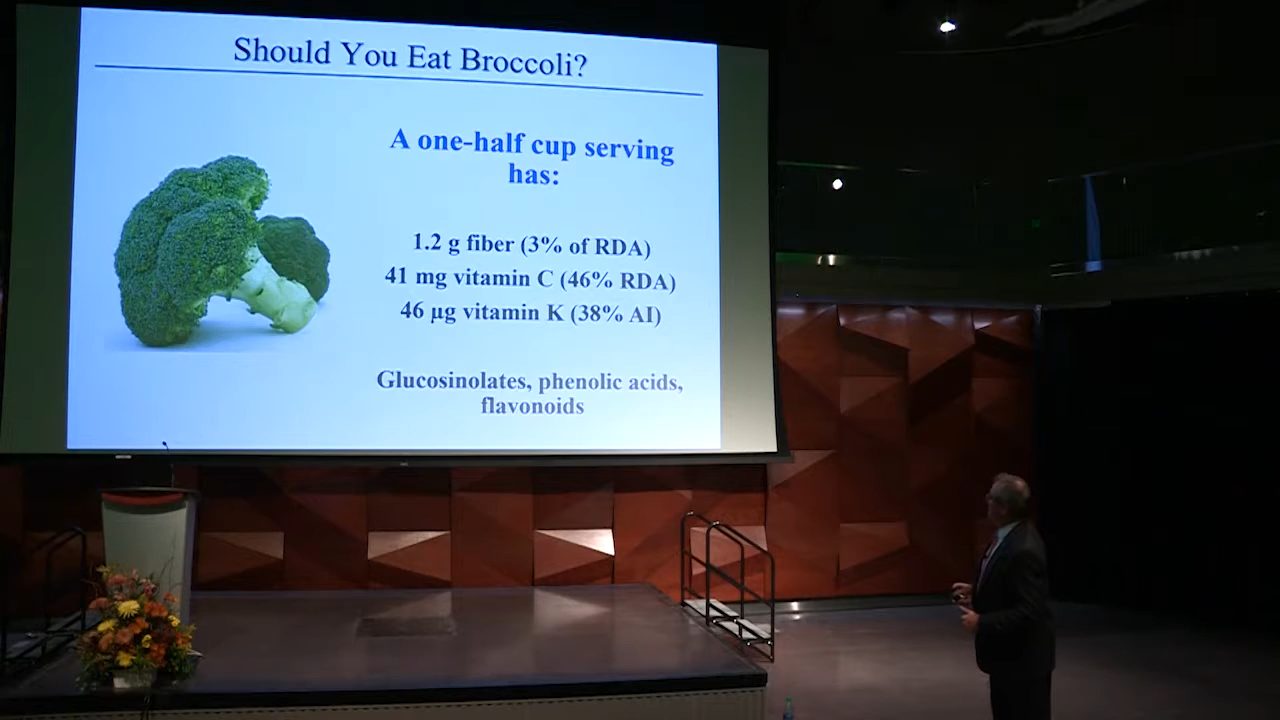 Should You Eat Broccoli?
A one-half cup serving
has:
1.2 g fiber (3% of RDA)
41 mg vitamin C (46% RDA)
46 µg vitamin K (38% AI)
Glucosinolates, phenolic acids,
flavonoids